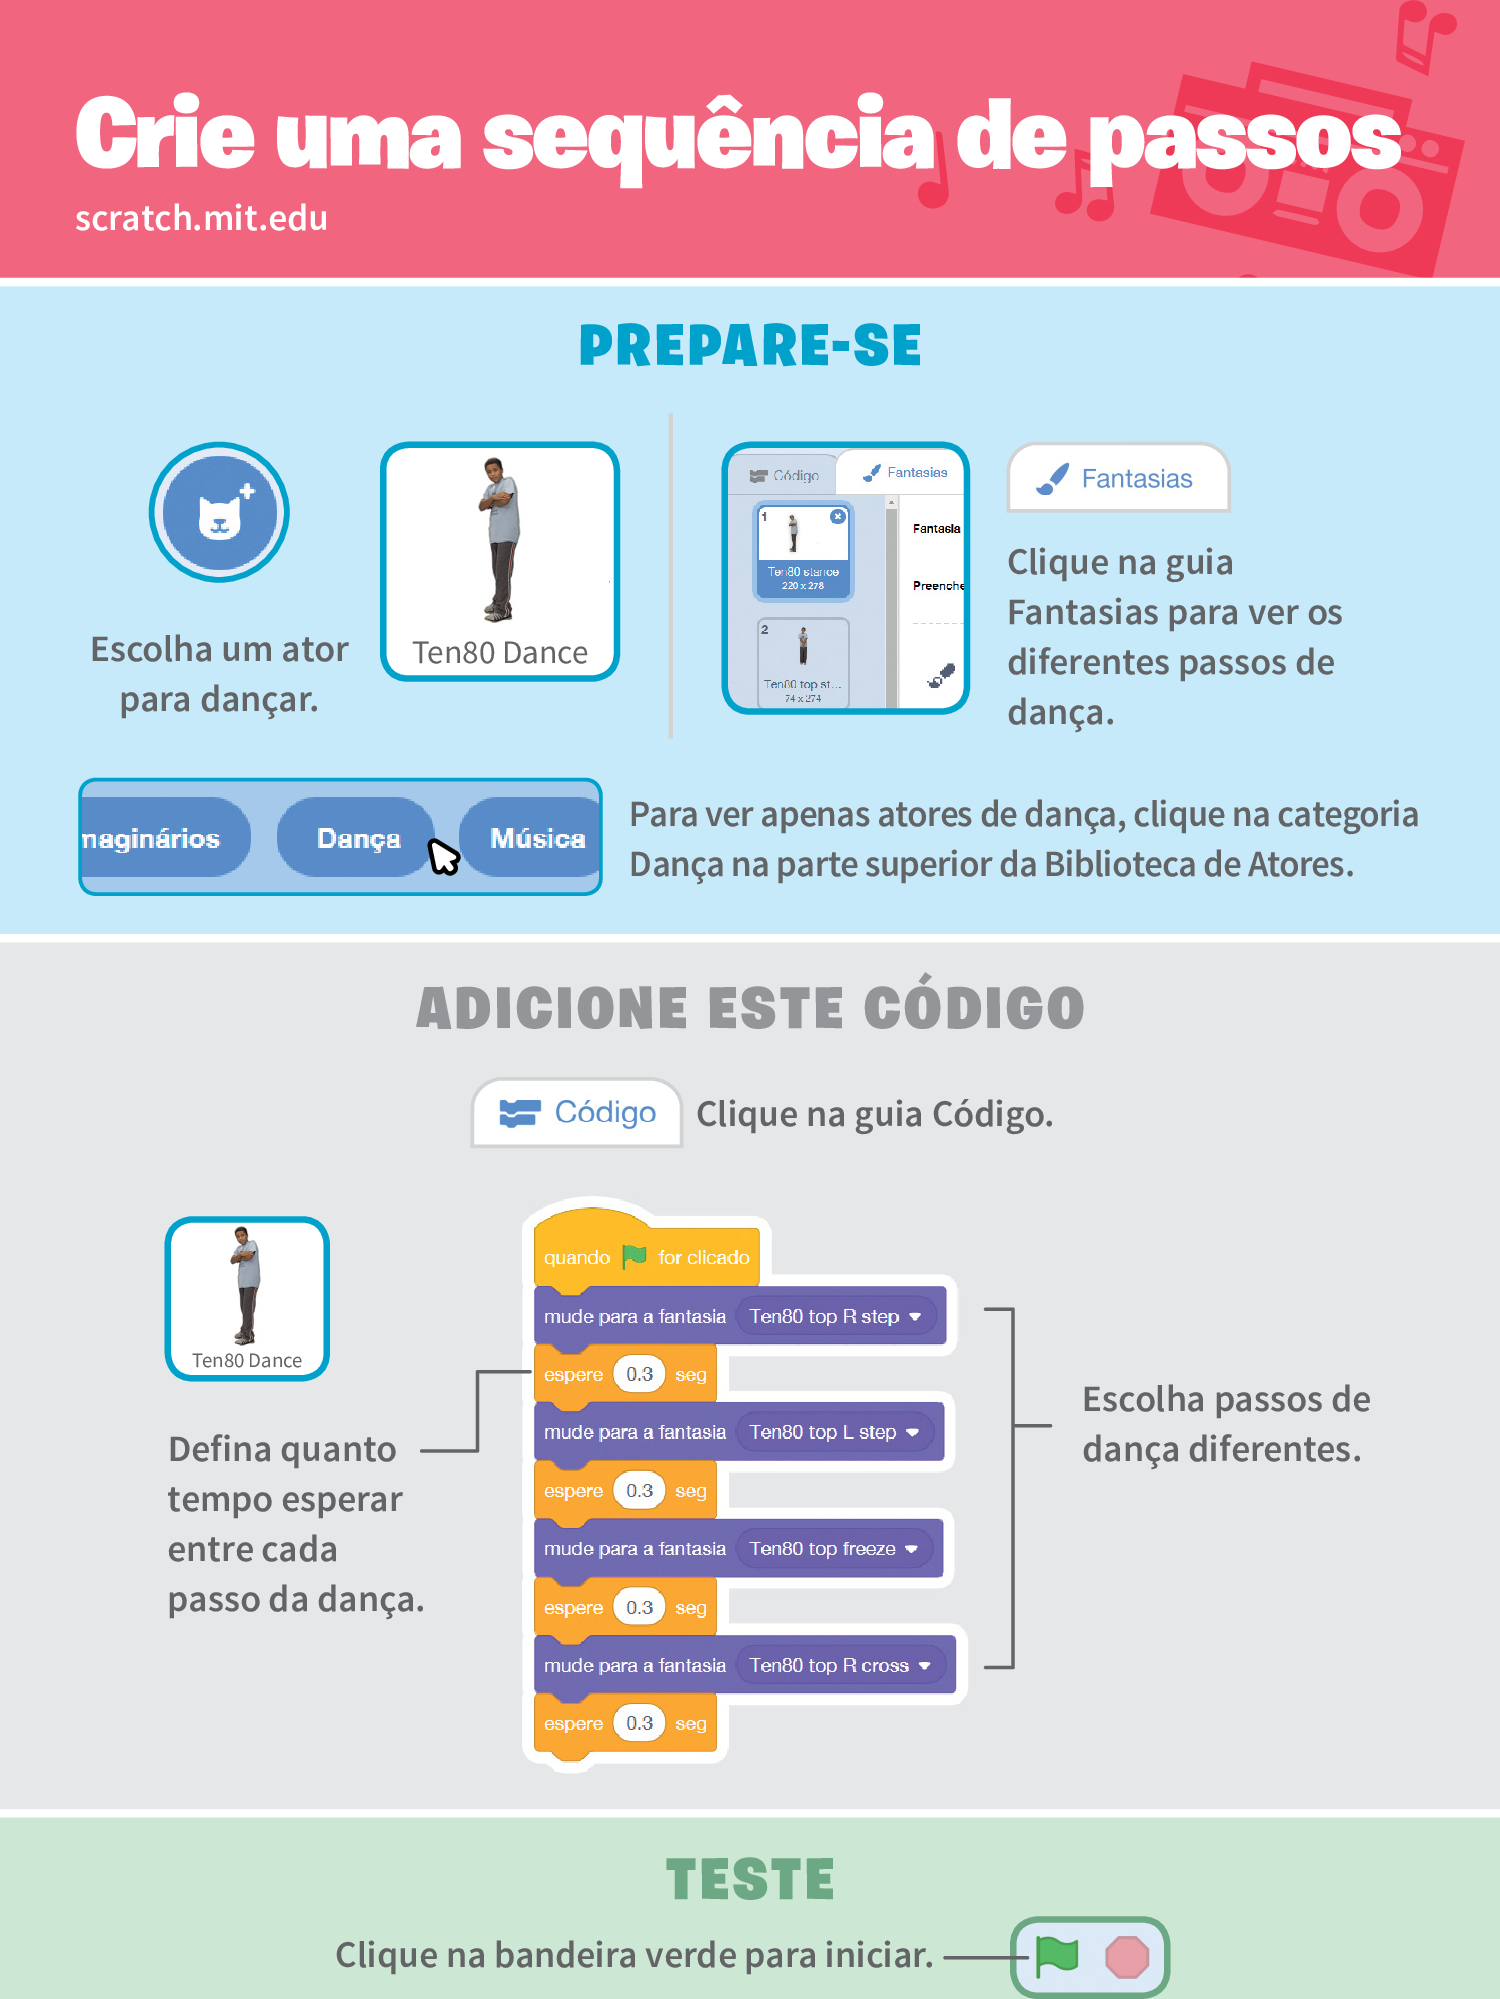 Crie uma sequência de passos
scratch.mit.edu
PREPARE-SE
Escolha um ator
para dançar.
Ten80 Dance
Código
Fantasias
1
Ten80 stance
220 x 278
2
Ten80 top st...
74 x 274
Fantasia
Preenche
Fantasias
Clique na guia
Fantasias para ver os
diferentes passos de
dança.
maginários
Dança
Música
Para ver apenas atores de dança, clique na categoria
Dança na parte superior da Biblioteca de Atores.
ADICIONE ESTE CÓDIGO
Código
Clique na guia Código.
Ten80 Dance
Defina quanto
tempo esperar
entre cada
passo da dança.
quando for clicado
mude para a fantasia Ten80 top R step
espere 0.3 seg
mude para a fantasia Ten80 top L step
espere 0.3 seg
mude para a fantasia Ten80 top freeze
espere 0.3 seg
mude para a fantasia Ten80 top R cross
espere 0.3 seg
Escolha passos de
dança diferentes.
TESTE
Clique na bandeira verde para iniciar.